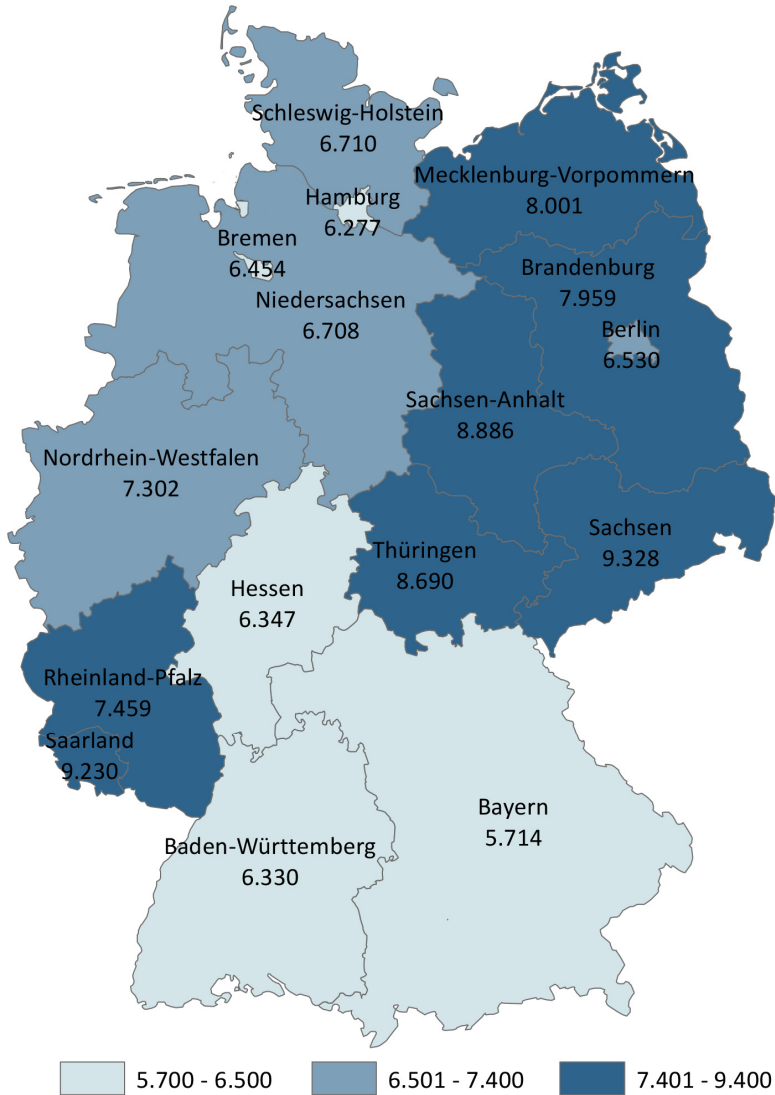 Schleswig-Holstein
6.710
Mecklenburg-Vorpommern
8.001
Hamburg
6.277
Bremen
6.454
Brandenburg
7.959
Niedersachsen
6.708
Berlin
6.530
Sachsen-Anhalt
8.886
Nordrhein-Westfalen
7.302
Sachsen
9.328
Thüringen
8.690
Hessen
6.347
Rheinland-Pfalz
7.459
Saarland
9.230
Bayern
5.714
Baden-Württemberg
6.330
5.700 - 6.500
6.501 - 7.400
7.401 - 9.400